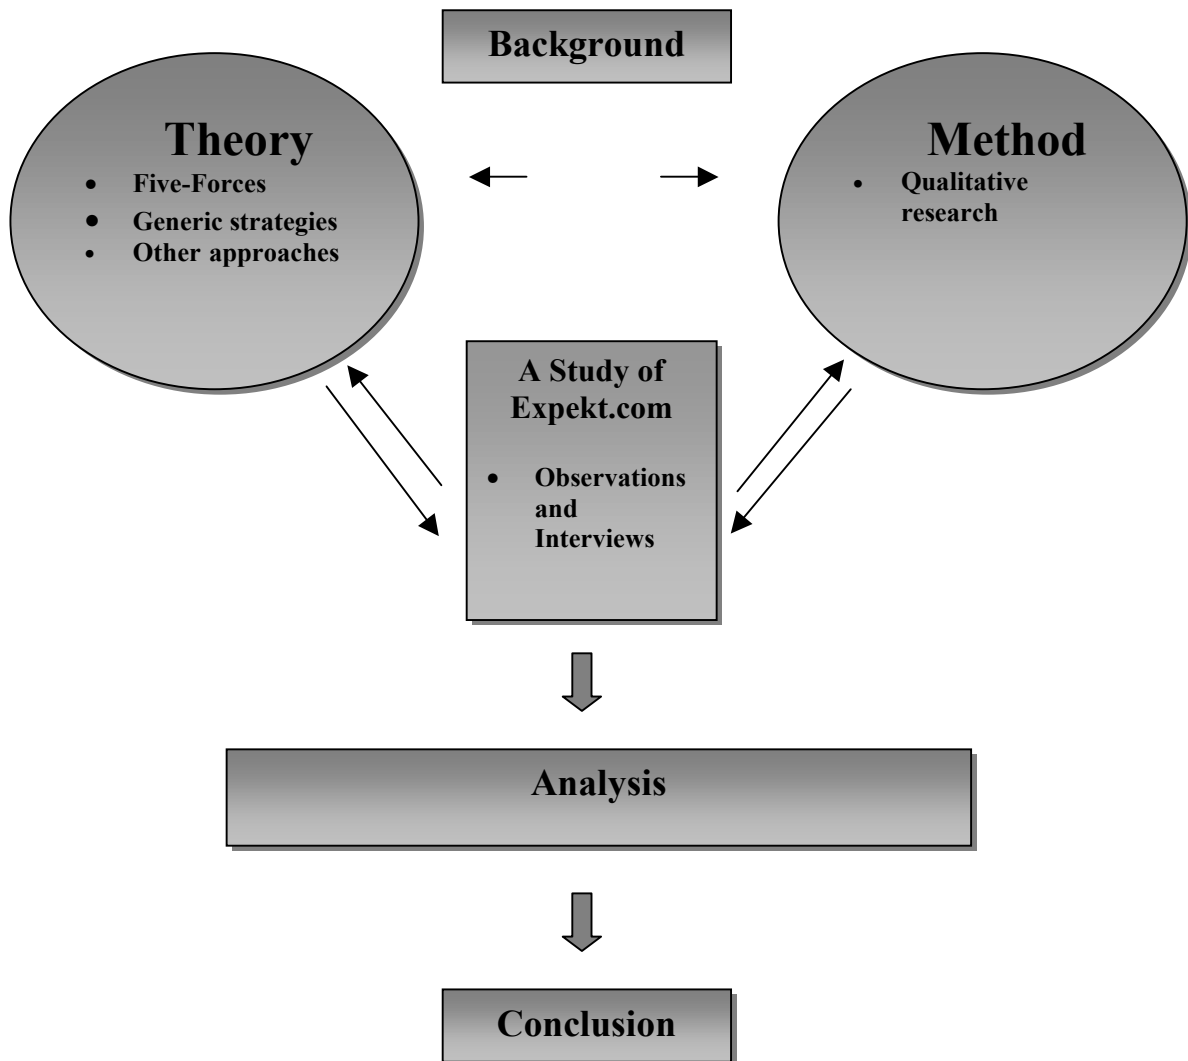 Background
Theory
• Five-Forces
• Generic strategies
• Other approaches
Method
• Qualitative
research
A Study of
Expekt.com
• Observations
and
Interviews
Analysis
Conclusion